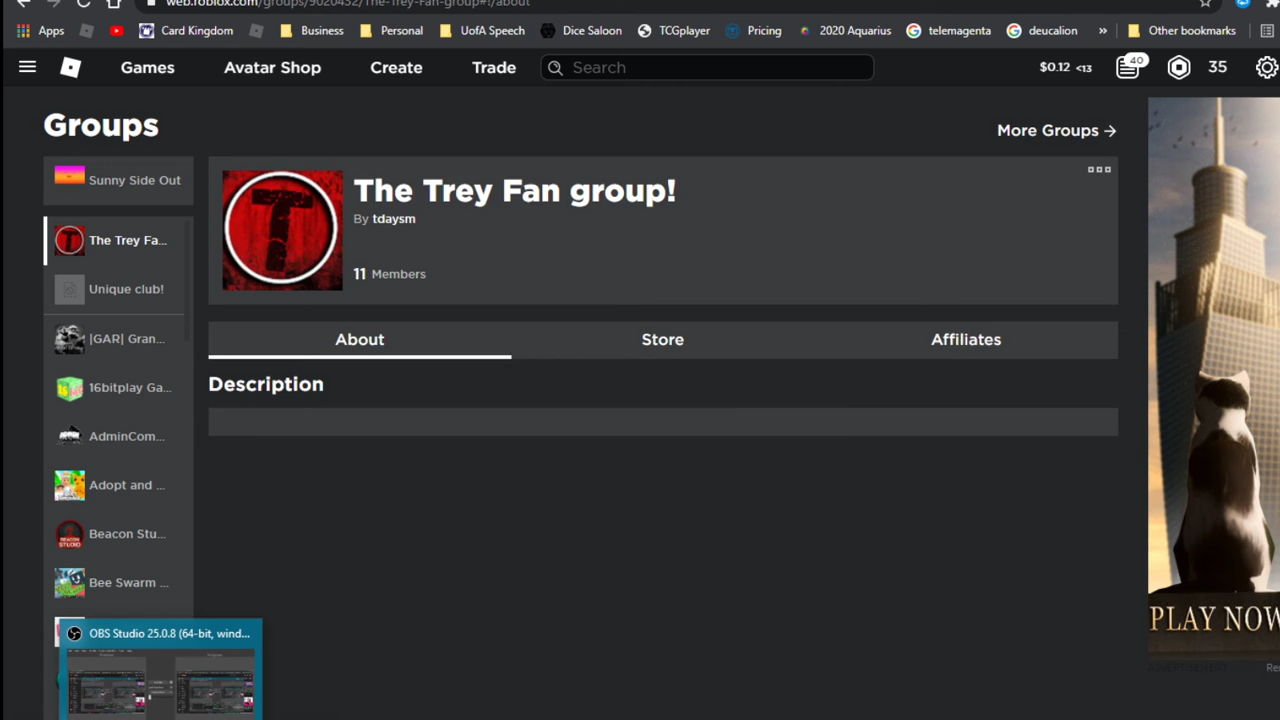 web.roblox.com/groups/9020432/The-Trey-Fan-group#!/about
Apps
Card Kingdom
Business
Personal
UofA Speech
Dice Saloon
TCGplayer
Pricing
2020 Aquarius
telemagenta
deucalion
»
Other bookmarks
Games
Avatar Shop
Create
Trade
Search
$0.12 <13
40
35
Groups
More Groups →
Sunny Side Out
The Trey Fan group!
By tdaysm
11 Members
The Trey Fa...
Unique club!
|GAR| Gran...
16bitplay Ga...
AdminCom...
Adopt and ...
Beacon Stu...
Bee Swarm ...
About
Store
Affiliates
Description
BEACON
STUDIO
OBS Studio 25.0.8 (64-bit, wind...
PLAY NOW
ADVERTISEMENT